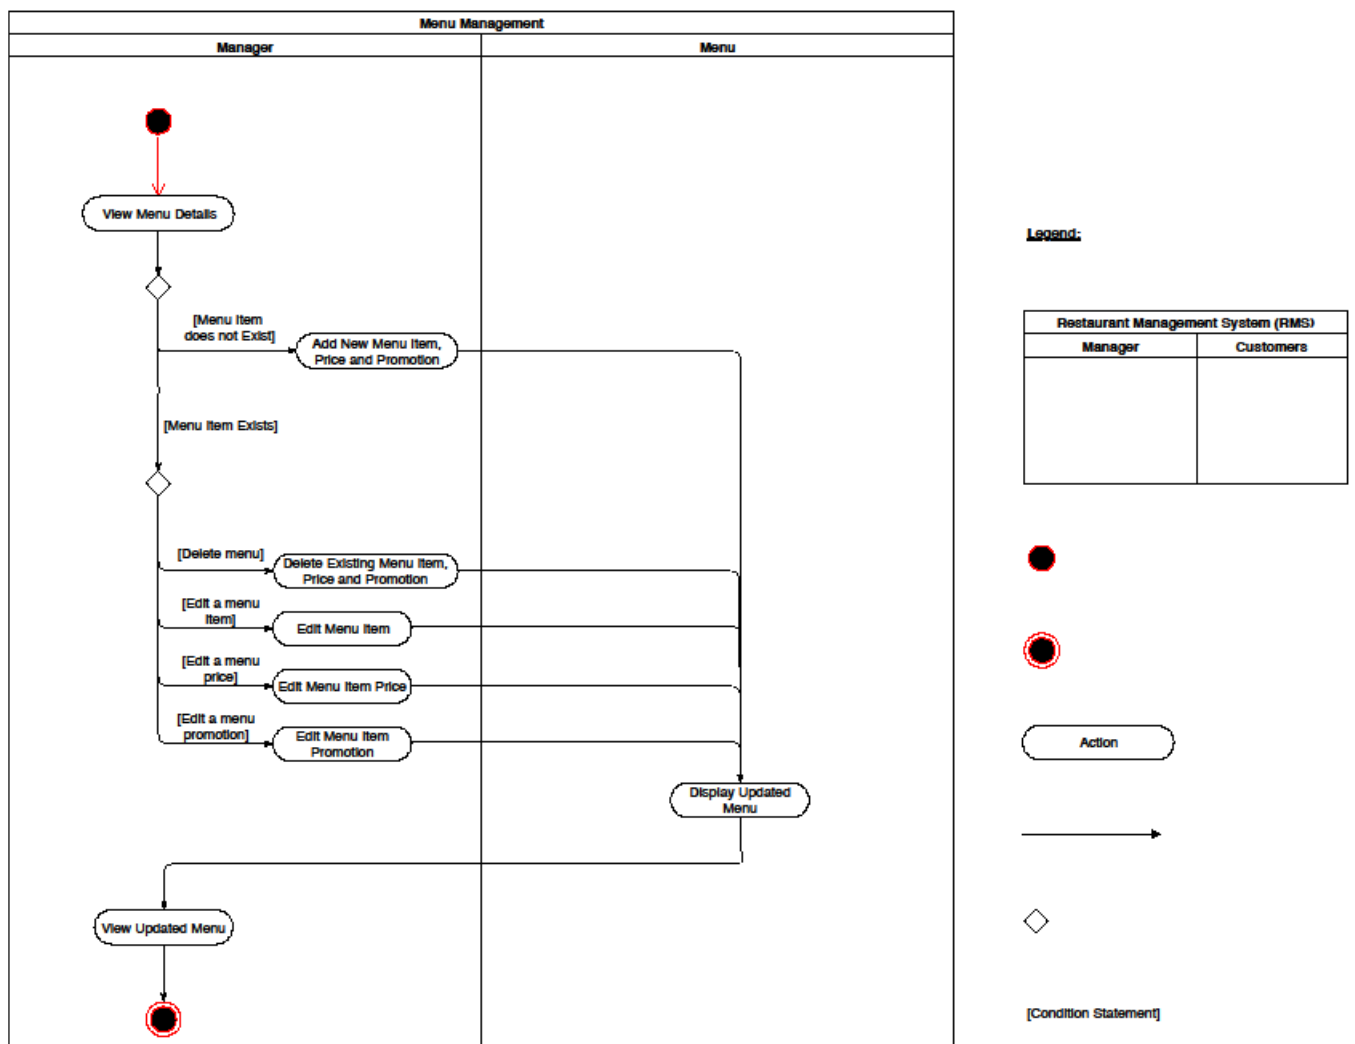 Menu Management
Manager
Menu
View Menu Details
[Menu Item
does not Exist]
Add New Menu Item,
Price and Promotion
[Menu Item Exists]
[Delete menu]
Delete Existing Menu Item,
Price and Promotion
[Edit a menu
Item]
Edit Menu Item
[Edit a menu
price]
Edit Menu Item Price
[Edit a menu
promotion]
Edit Menu Item
Promotion
Display Updated
Menu
View Updated Menu
Legend:
Restaurant Management System (RMS)
Manager
Customers
Action
[Condition Statement]